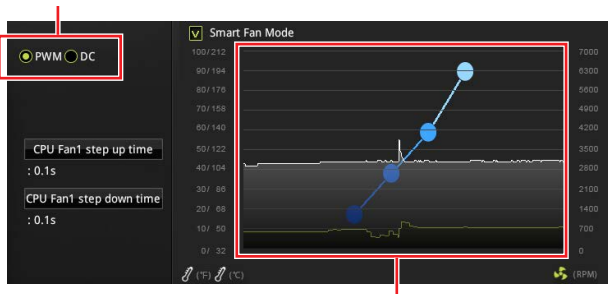 V Smart Fan Mode
PWM DC
100/212 7000
90/194 6300
80/176 5600
70/158 4900
60/140 4200
CPU Fan1 step up time
50/122 3500
: 0.1s
40/104 2800
30/ 86 2100
CPU Fan1 step down time
20/ 68 1400
: 0.1s
10/ 50 700
0/ 32 0
(°F) (°C) (RPM)